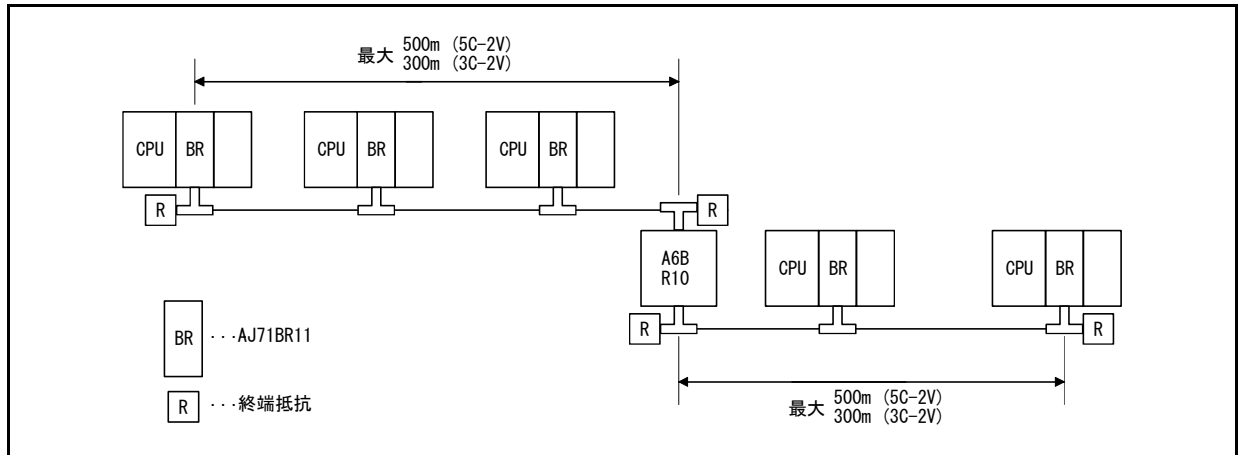 最大 500m (5C-2V)
300m (3C-2V)
CPU BR
CPU BR
CPU BR
R
R
A6B
R10
CPU BR
CPU BR
R
R
BR ···AJ71BR11
R ···終端抵抗
最大 500m (5C-2V)
300m (3C-2V)